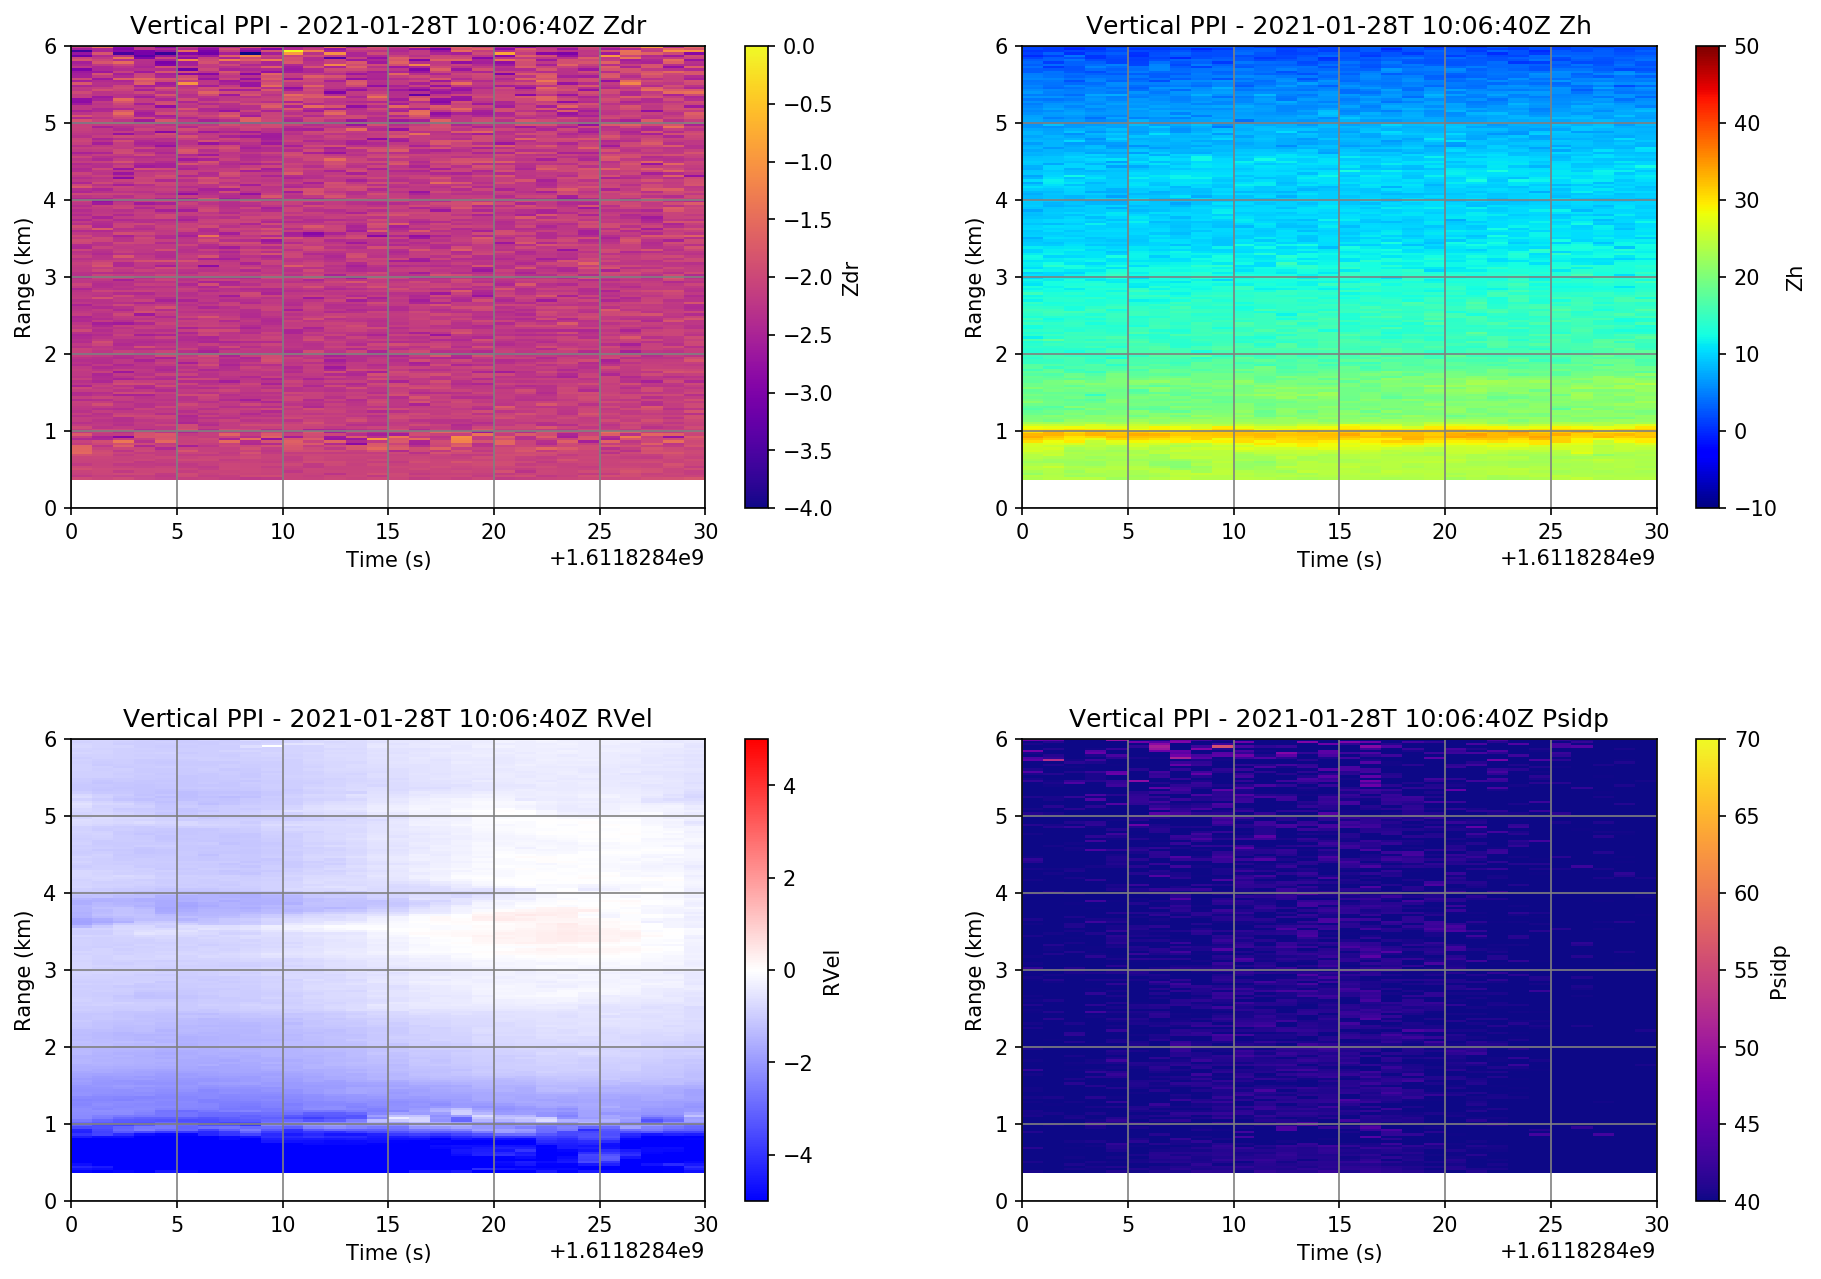 Vertical PPI - 2021-01-28T 10:06:40Z Zdr
6
5
4
3
2
1
0
Range (km)
0 5 10 15 20 25 30
Time (s)
+1.6118284e9
0.0
−0.5
−1.0
−1.5
−2.0
−2.5
−3.0
−3.5
−4.0
Zdr
Vertical PPI - 2021-01-28T 10:06:40Z Zh
6
5
4
3
2
1
0
Range (km)
0 5 10 15 20 25 30
Time (s)
+1.6118284e9
50
40
30
20
10
0
−10
Zh
Vertical PPI - 2021-01-28T 10:06:40Z RVel
6
5
4
3
2
1
0
Range (km)
0 5 10 15 20 25 30
Time (s)
+1.6118284e9
4
2
0
−2
−4
RVel
Vertical PPI - 2021-01-28T 10:06:40Z Psidp
6
5
4
3
2
1
0
Range (km)
0 5 10 15 20 25 30
Time (s)
+1.6118284e9
70
65
60
55
50
45
40
Psidp